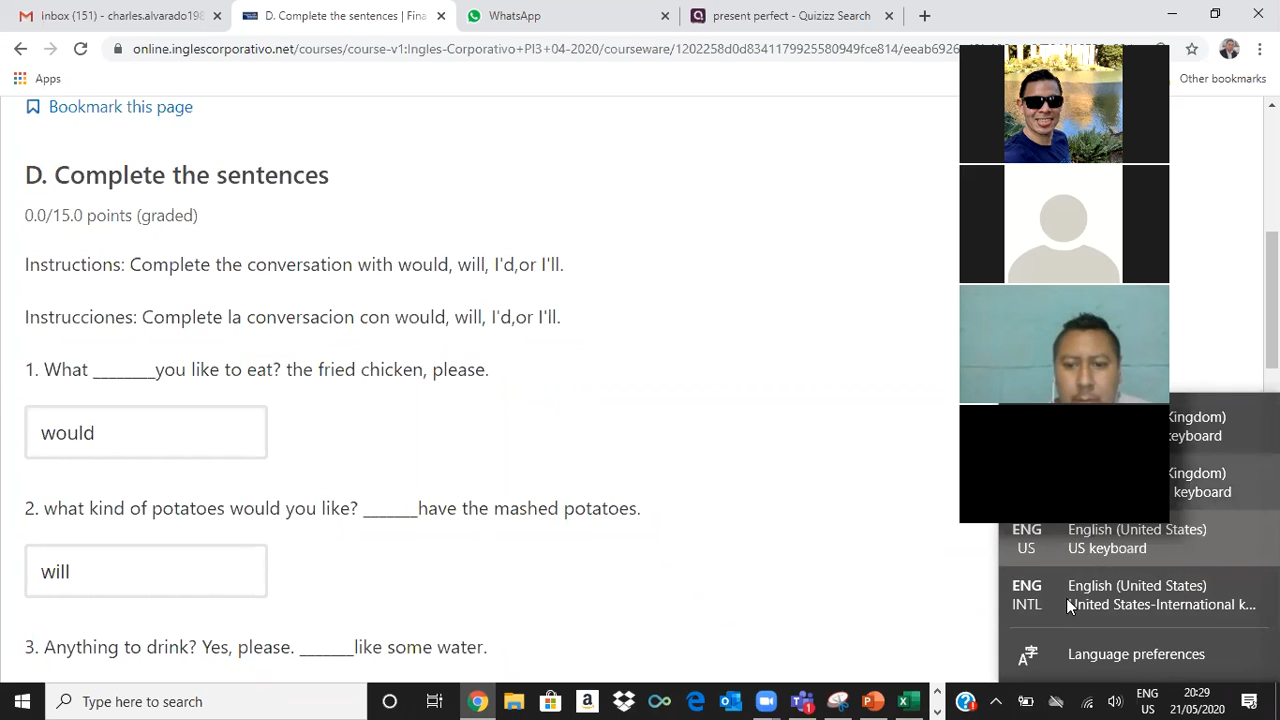 Inbox (151) - charles.alvarado198
D. Complete the sentences | Fina
WhatsApp
present perfect - Quizizz Search
online.inglescorporativo.net/courses/course-v1:Ingles-Corporativo+PI3+04-2020/courseware/1202258d0d8341179925580949fce814/eeab6926
Apps
Other bookmarks
Bookmark this page
D. Complete the sentences
0.0/15.0 points (graded)
Instructions: Complete the conversation with would, will, I'd,or I'll.
Instrucciones: Complete la conversacion con would, will, I'd,or I'll.
1. What ________you like to eat? the fried chicken, please.
would
2. what kind of potatoes would you like? _______have the mashed potatoes.
will
3. Anything to drink? Yes, please. _______like some water.
Kingdom)
keyboard
Kingdom)
keyboard
ENG English (United States)
US US keyboard
ENG English (United States)
INTL United States-International k...
Language preferences
Type here to search
ENG
US
20:29
21/05/2020